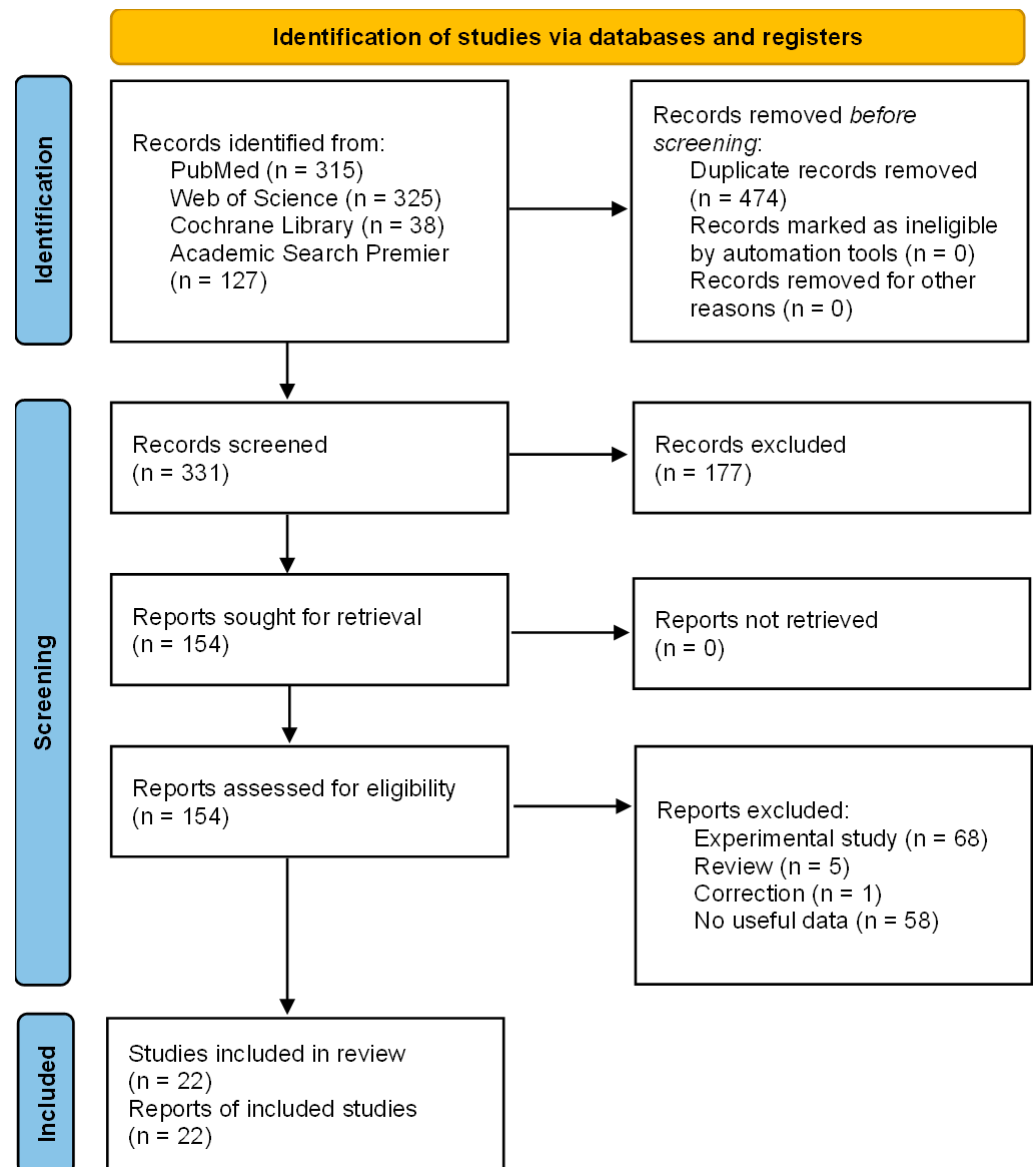 Identification of studies via databases and registers
Identification
Records identified from:
PubMed (n = 315)
Web of Science (n = 325)
Cochrane Library (n = 38)
Academic Search Premier
(n = 127)
Records removed before
screening:
Duplicate records removed
(n = 474)
Records marked as ineligible
by automation tools (n = 0)
Records removed for other
reasons (n = 0)
Screening
Records screened
(n = 331)
Records excluded
(n = 177)
Reports sought for retrieval
(n = 154)
Reports not retrieved
(n = 0)
Reports assessed for eligibility
(n = 154)
Reports excluded:
Experimental study (n = 68)
Review (n = 5)
Correction (n = 1)
No useful data (n = 58)
Included
Studies included in review
(n = 22)
Reports of included studies
(n = 22)